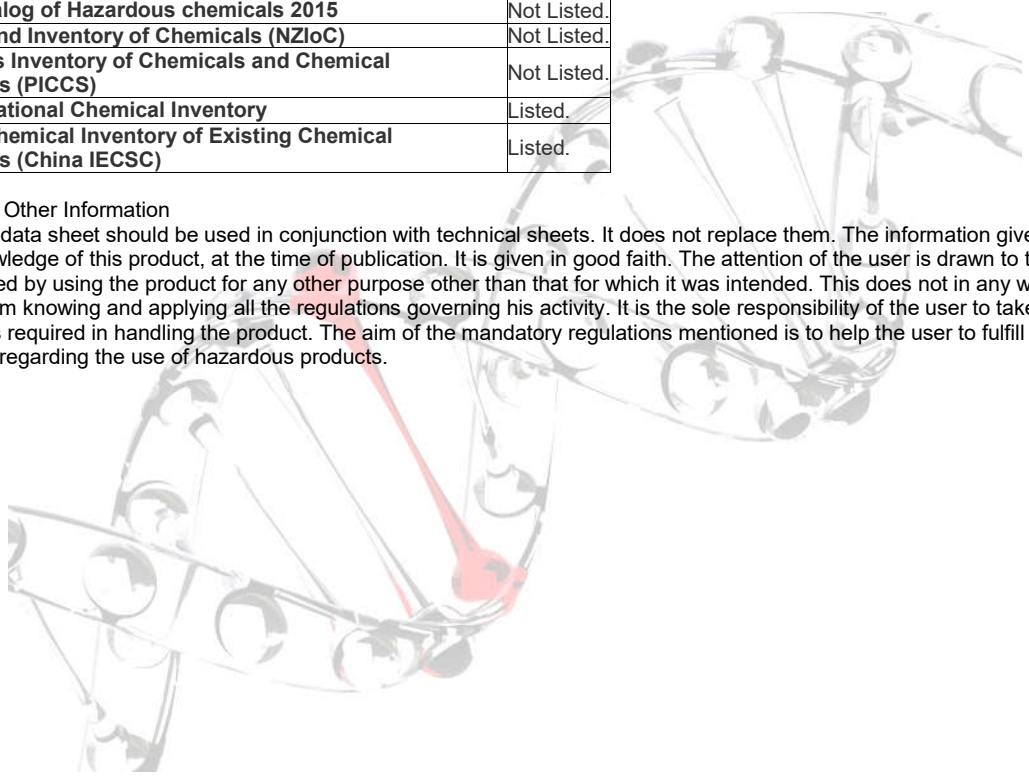 log of Hazardous chemicals 2015 Not Listed.
nd Inventory of Chemicals (NZIoC) Not Listed.
s Inventory of Chemicals and Chemical
s (PICCS) Not Listed.
ational Chemical Inventory Listed.
hemical Inventory of Existing Chemical
s (China IECSC) Listed.
Other Information
data sheet should be used in conjunction with technical sheets. It does not replace them. The information give
wledge of this product, at the time of publication. It is given in good faith. The attention of the user is drawn to t
ed by using the product for any other purpose other than that for which it was intended. This does not in any w
m knowing and applying all the regulations governing his activity. It is the sole responsibility of the user to take
s required in handling the product. The aim of the mandatory regulations mentioned is to help the user to fulfill
regarding the use of hazardous products.